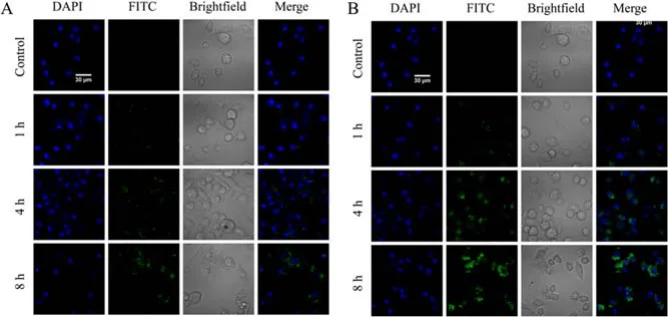 A DAPI FITC Brightfield Merge
Control
30 μm
1 h
4 h
8 h
B DAPI FITC Brightfield Merge
Control
30 μm
30 μm
1 h
4 h
8 h